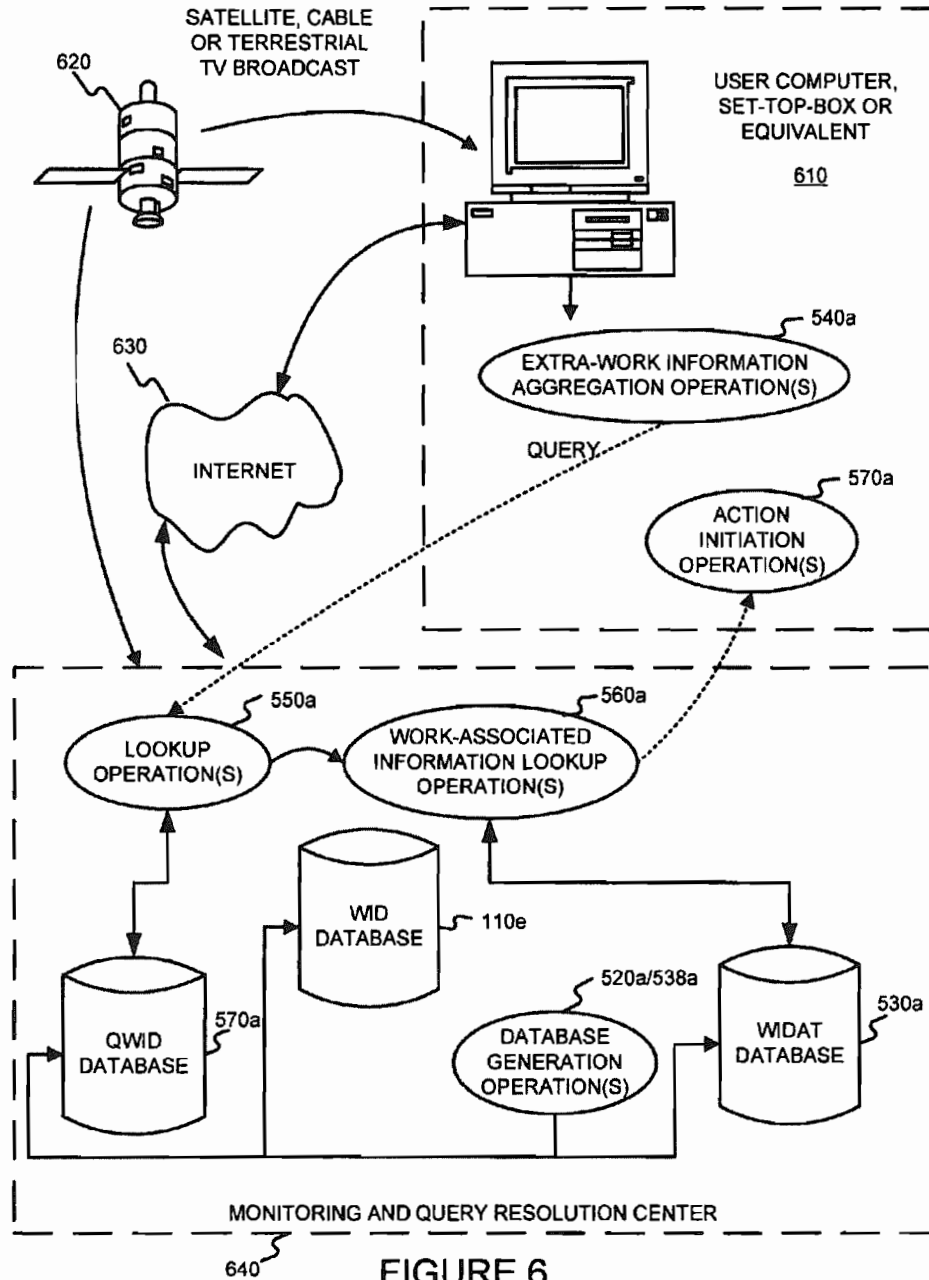 SATELLITE, CABLE
OR TERRESTRIAL
TV BROADCAST
620
USER COMPUTER,
SET-TOP-BOX OR
EQUIVALENT
610
630
INTERNET
540a
EXTRA-WORK INFORMATION
AGGREGATION OPERATION(S)
QUERY
570a
ACTION
INITIATION
OPERATION(S)
550a
LOOKUP
OPERATION(S)
560a
WORK-ASSOCIATED
INFORMATION LOOKUP
OPERATION(S)
WID
DATABASE
110e
QWID
DATABASE
570a
520a/538a
DATABASE
GENERATION
OPERATION(S)
530a
WIDAT
DATABASE
MONITORING AND QUERY RESOLUTION CENTER
640
FIGURE 6